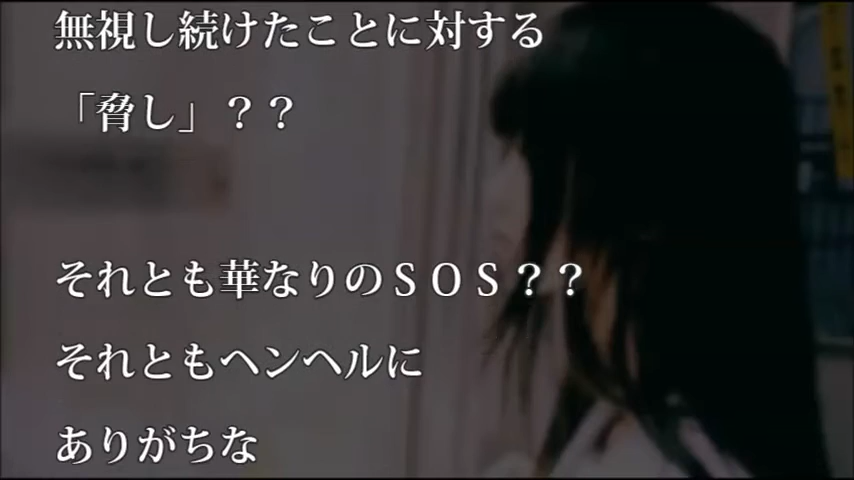 無視し続けたことに対する
「脅し」？？
それとも華なりのＳＯＳ？？
それともヘンヘルに
ありがちな